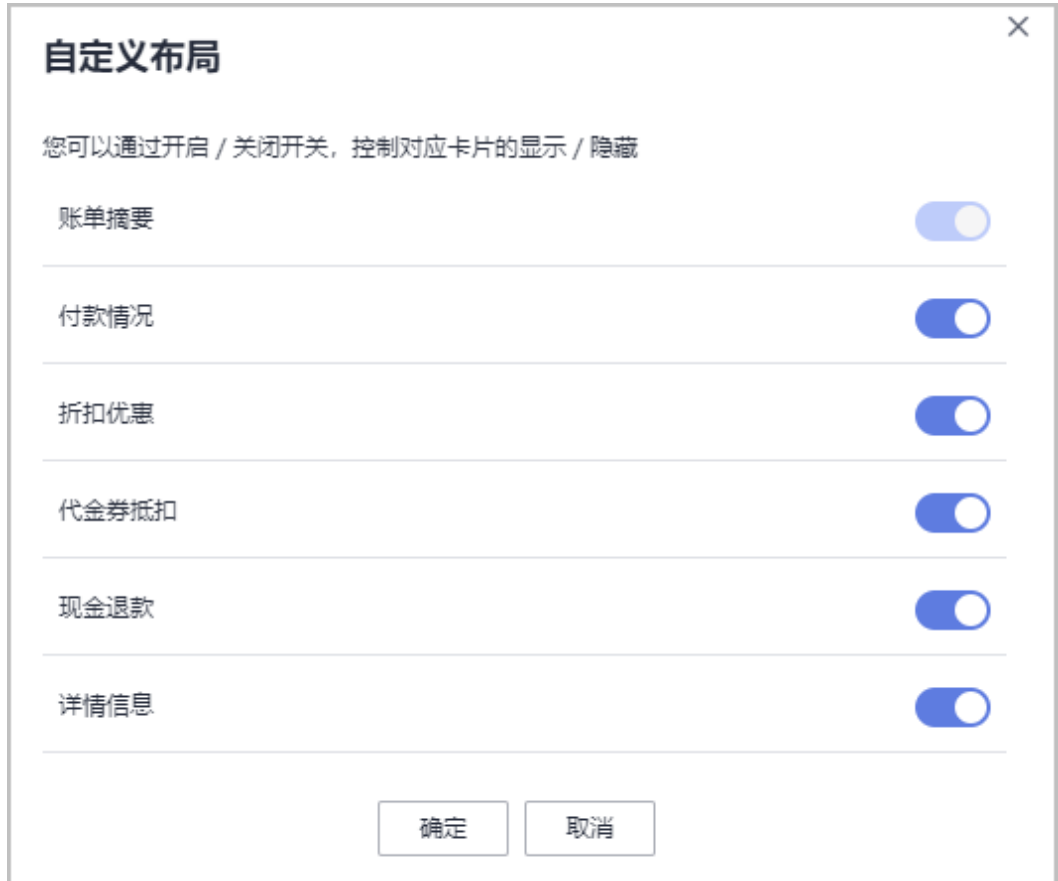 自定义布局
您可以通过开启 / 关闭开关，控制对应卡片的显示 / 隐藏
账单摘要
付款情况
折扣优惠
代金券抵扣
现金退款
详情信息
确定 取消